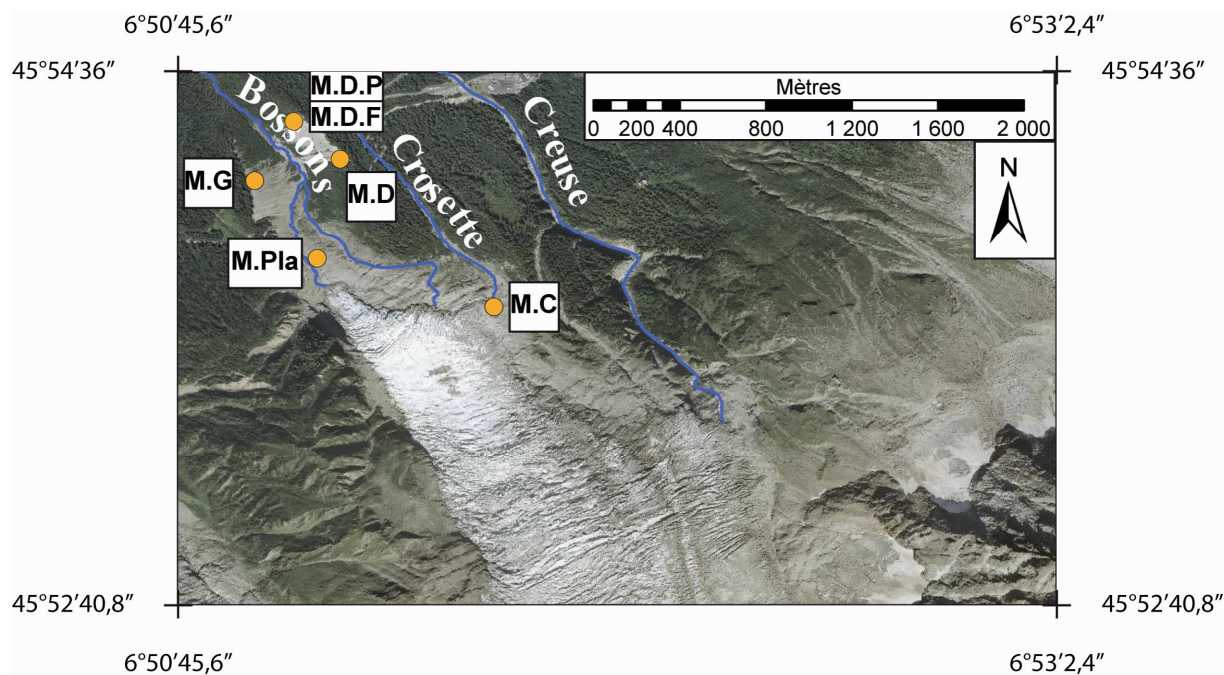 6°50′45,6″
6°53′2,4″
45°54′36″
45°54′36″
Mètres
0 200 400 800 1 200 1 600 2 000
N
Bossons
M.D.P
M.D.F
Crosette
Creuse
M.G
M.D
M.Pla
M.C
45°52′40,8″
45°52′40,8″
6°50′45,6″
6°53′2,4″